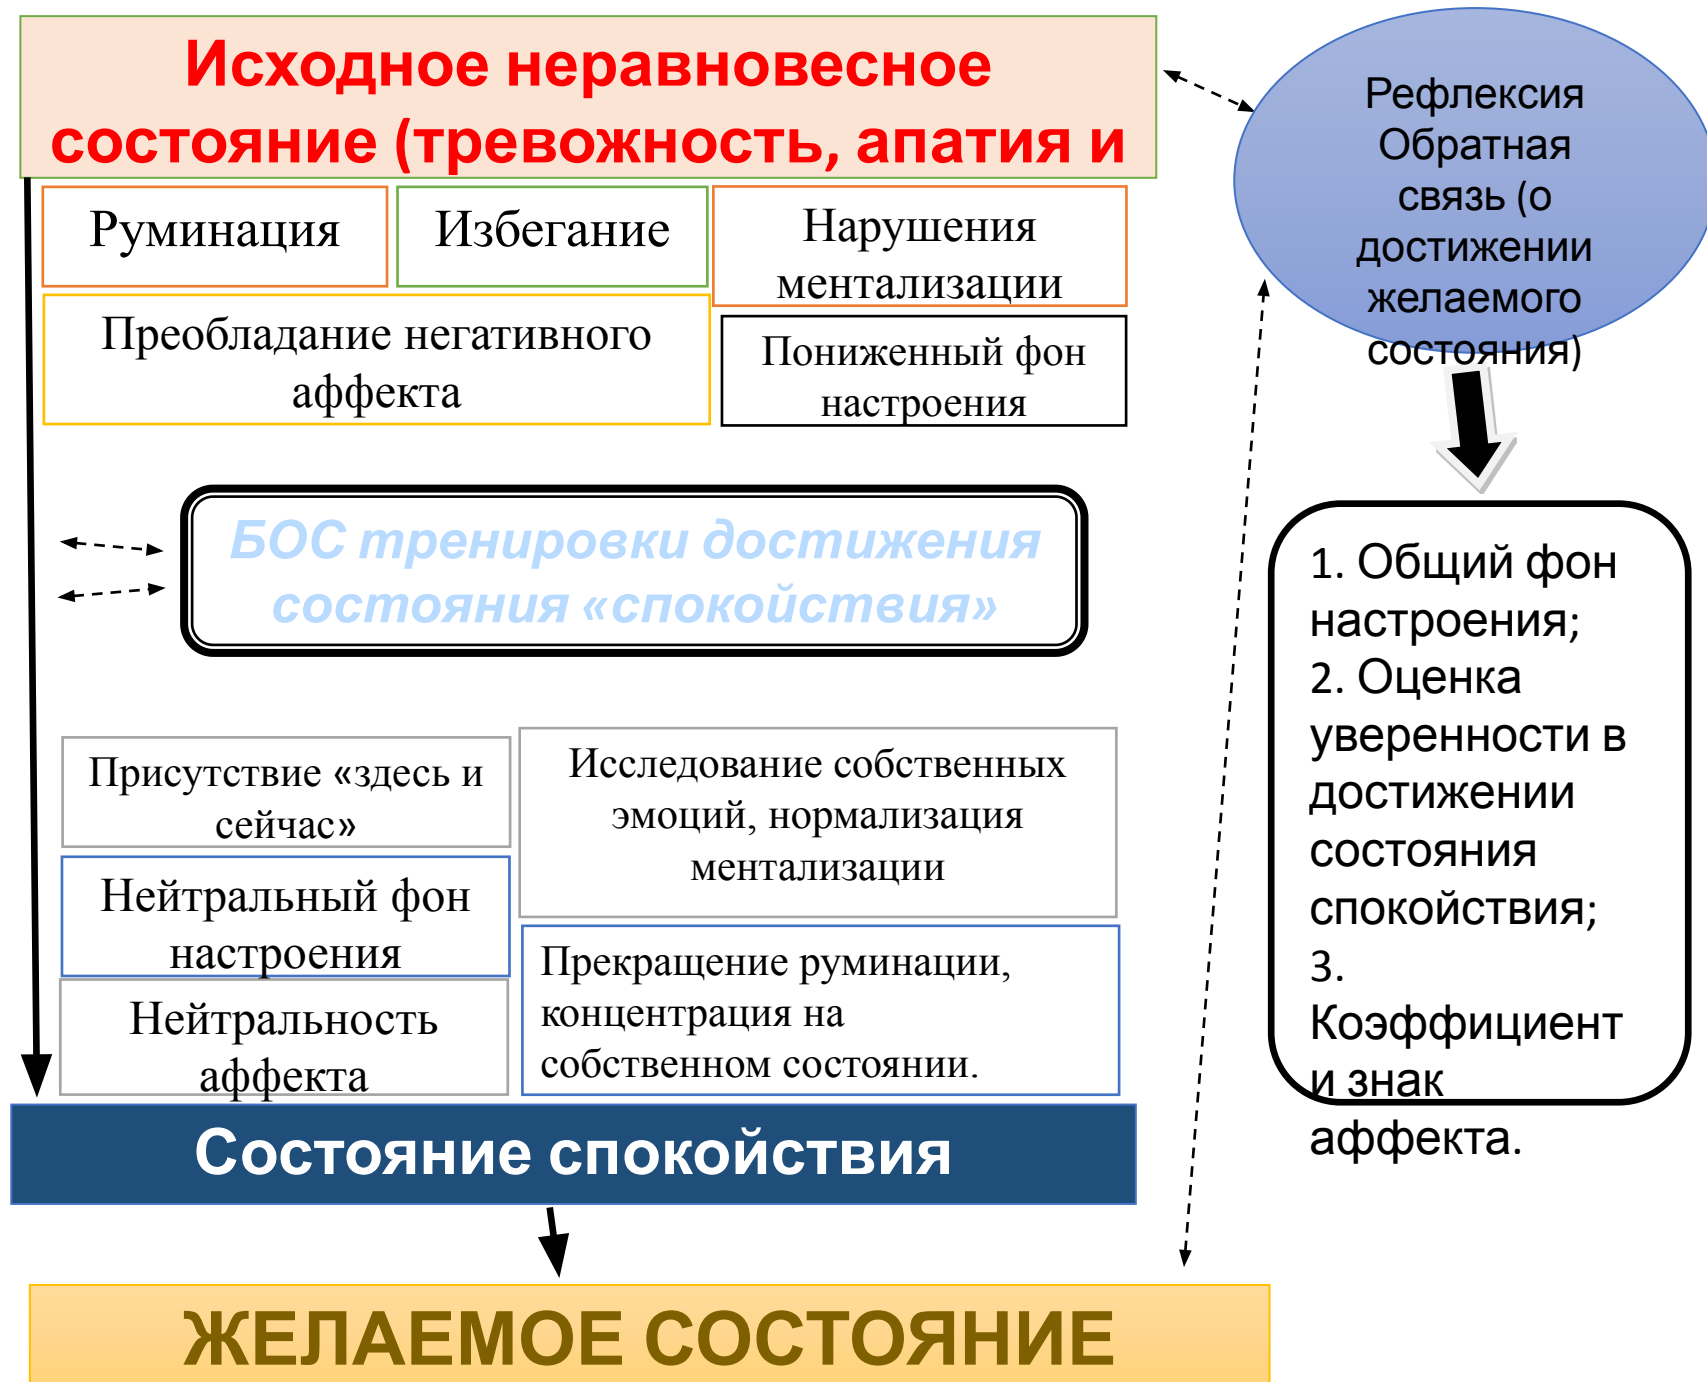 Исходное неравновесное
состояние (тревожность, апатия и
Руминация
Избегание
Нарушения
ментализации
Преобладание негативного
аффекта
Пониженный фон
настроения
БОС тренировки достижения
состояния «спокойствия»
Присутствие «здесь и
сейчас»
Исследование собственных
эмоций, нормализация
ментализации
Нейтральный фон
настроения
Прекращение руминации,
концентрация на
собственном состоянии.
Нейтральность
аффекта
Состояние спокойствия
ЖЕЛАЕМОЕ СОСТОЯНИЕ
Рефлексия
Обратная
связь (о
достижении
желаемого
состояния)
1. Общий фон
настроения;
2. Оценка
уверенности в
достижении
состояния
спокойствия;
3.
Коэффициент
и знак
аффекта.